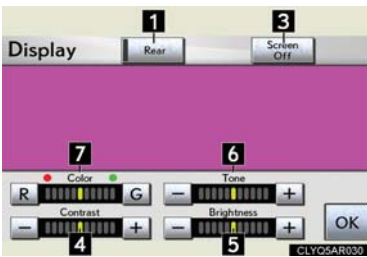 1 3
Display Rear Screen Off
7 6
Color Tone
R G - +
Contrast Brightness
- + - + OK
4 5
CLYQ5AR030